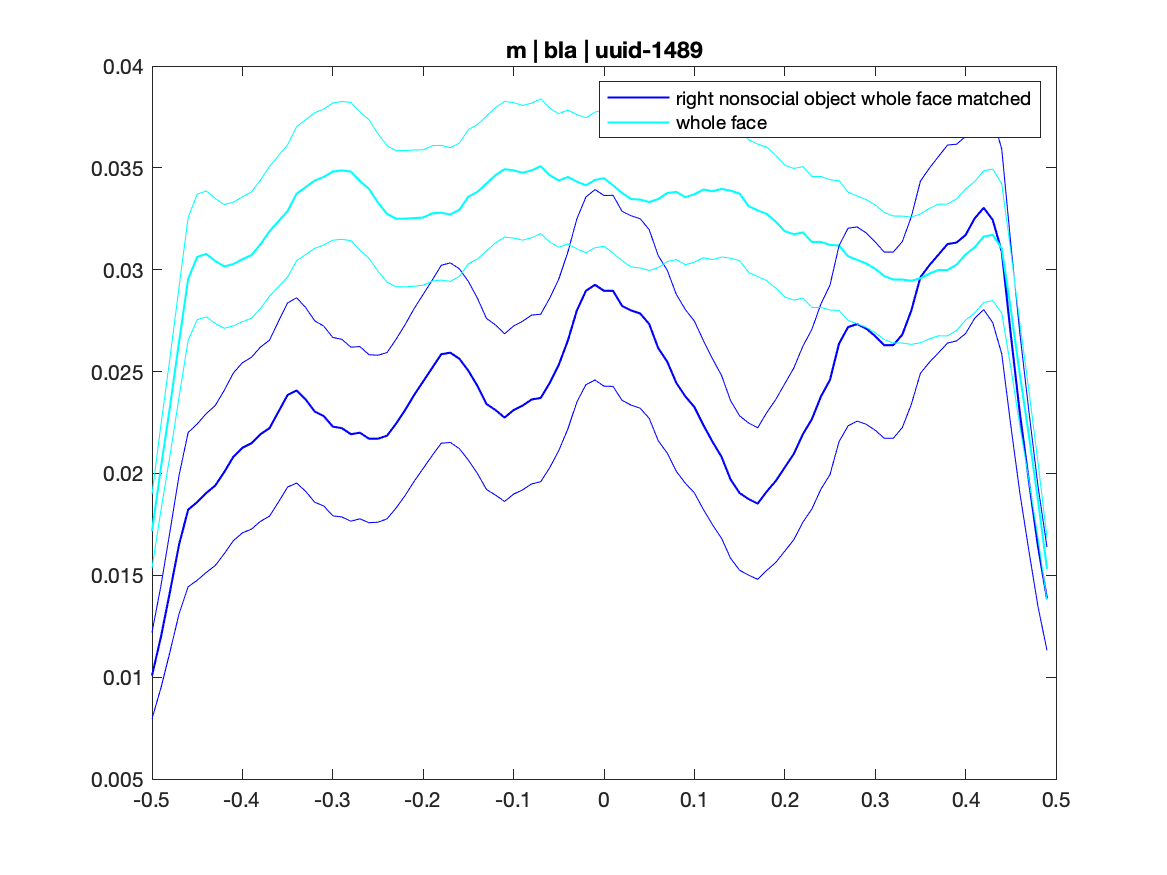 m | bla | uuid-1489
right nonsocial object whole face matched
whole face
0.04
0.035
0.03
0.025
0.02
0.015
0.01
0.005
-0.5 -0.4 -0.3 -0.2 -0.1 0 0.1 0.2 0.3 0.4 0.5